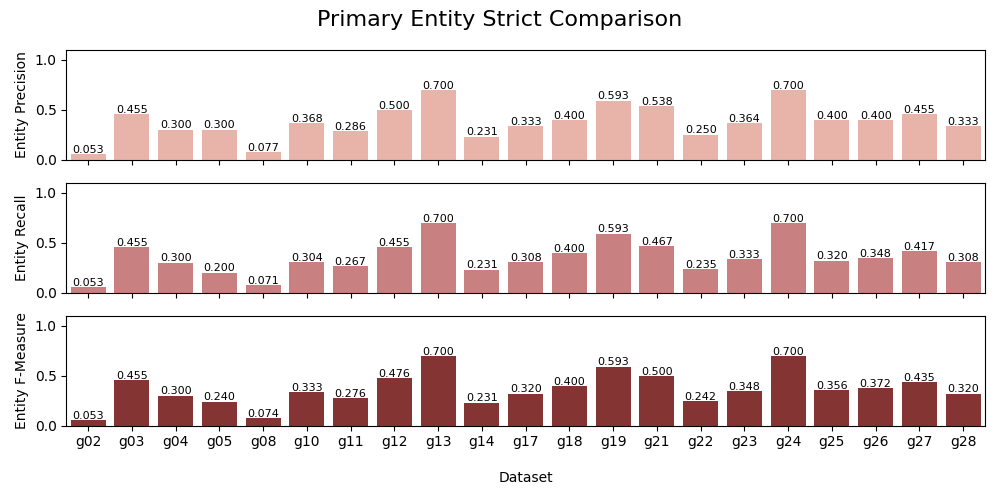 Primary Entity Strict Comparison
Entity Precision
1.0
0.5
0.0
0.053 0.455 0.300 0.300 0.077 0.368 0.286 0.500 0.700 0.231 0.333 0.400 0.593 0.538 0.250 0.364 0.700 0.400 0.400 0.455 0.333
Entity Recall
1.0
0.5
0.0
0.053 0.455 0.300 0.200 0.071 0.304 0.267 0.455 0.700 0.231 0.308 0.400 0.593 0.467 0.235 0.333 0.700 0.320 0.348 0.417 0.308
Entity F-Measure
1.0
0.5
0.0
0.053 0.455 0.300 0.240 0.074 0.333 0.276 0.476 0.700 0.231 0.320 0.400 0.593 0.500 0.242 0.348 0.700 0.356 0.372 0.435 0.320
g02 g03 g04 g05 g08 g10 g11 g12 g13 g14 g17 g18 g19 g21 g22 g23 g24 g25 g26 g27 g28
Dataset